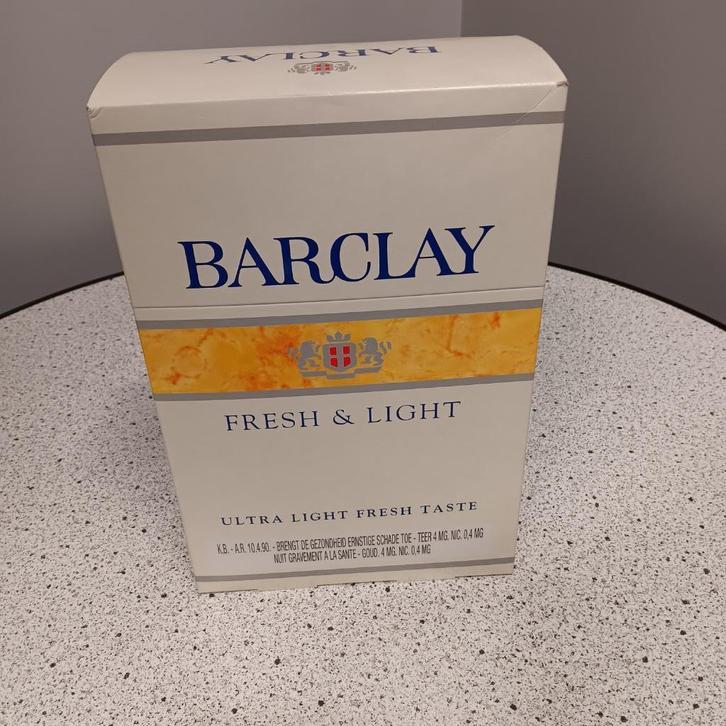 BARCLAY
BARCLAY
FRESH & LIGHT
ULTRA LIGHT FRESH TASTE
K.B. - A.R. 10.4.90. - BRENGT DE GEZONDHEID ERNSTIGE SCHADE TOE - TEER 4 MG. NIC. 0,4 MG
NUIT GRAVEMENT A LA SANTE - GOUD. 4 MG. NIC. 0,4 MG